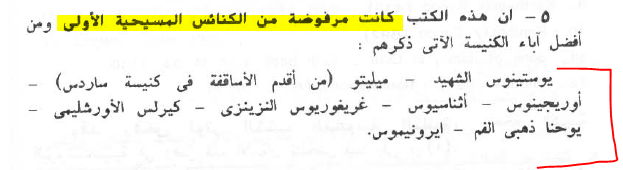 ٥ – ان هذه الكتب كانت مرفوضة من الكنائس المسيحية الأولى ومن
أفضل آباء الكنيسة الآتى ذكرهم :
يوستينوس الشهيد – ميليتو (من أقدم الأساقفة فى كنيسة ساردس) –
أوريجينوس – أثناسيوس – غريغوريوس النزينزى – كيرلس الأورشليمى –
يوحنا ذهبى الفم – ايرونيموس.